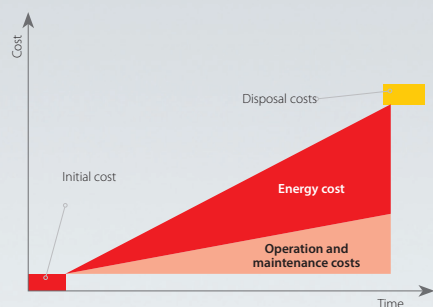 Cost
Disposal costs
Initial cost
Energy cost
Operation and
maintenance costs
Time